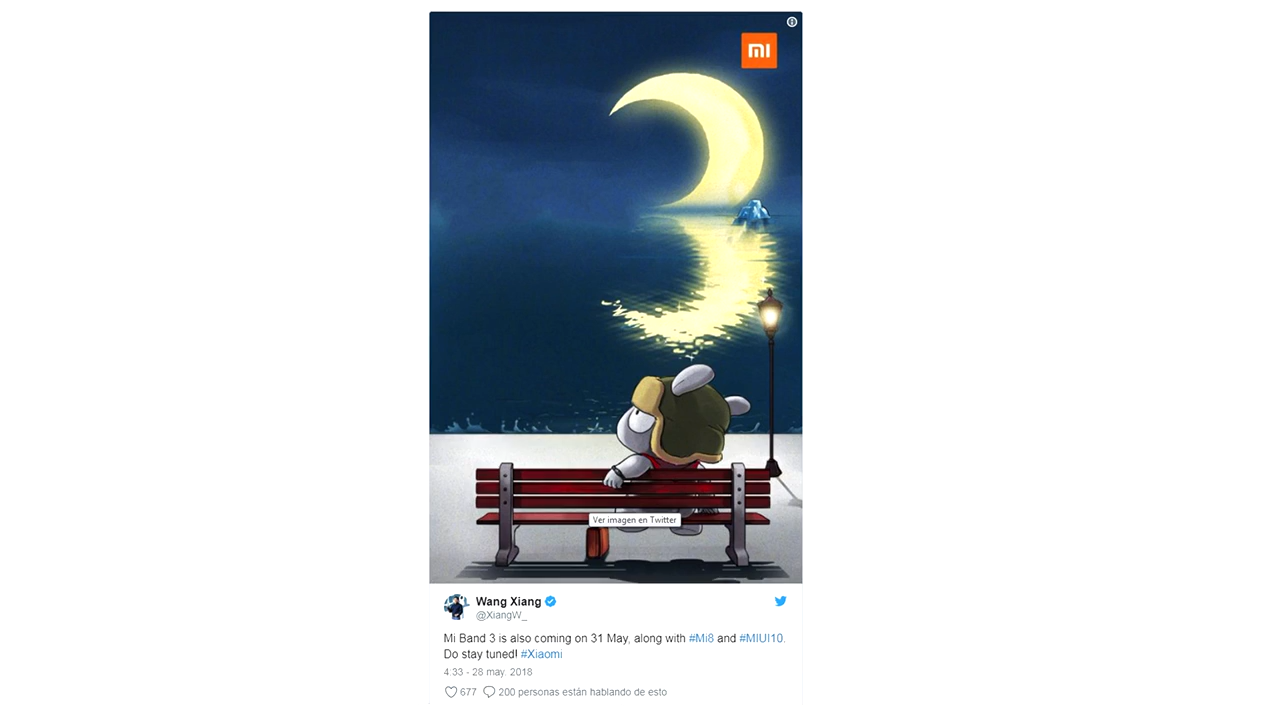 mi
Ver imagen en Twitter
Wang Xiang
@XiangW_
Mi Band 3 is also coming on 31 May, along with #Mi8 and #MIUI10.
Do stay tuned! #Xiaomi
4:33 - 28 may. 2018
677 200 personas están hablando de esto